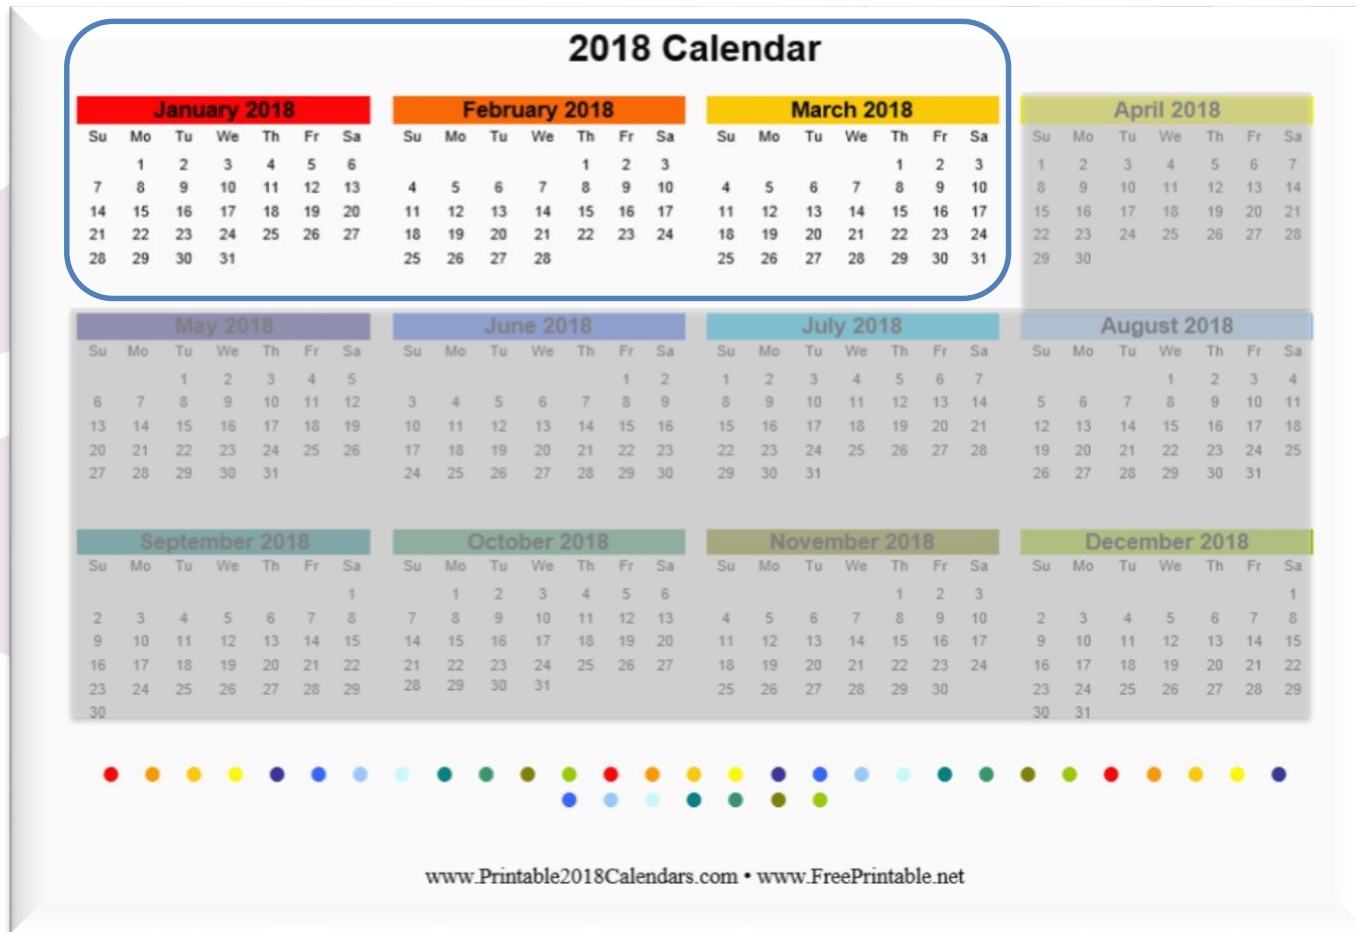 2018 Calendar
January 2018 February 2018 March 2018 April 2018
Su Mo Tu We Th Fr Sa Su Mo Tu We Th Fr Sa Su Mo Tu We Th Fr Sa Su Mo Tu We Th Fr Sa
1 2 3 4 5 6 1 2 3 1 2 3 1 2 3 4 5 6 7
7 8 9 10 11 12 13 4 5 6 7 8 9 10 4 5 6 7 8 9 10 8 9 10 11 12 13 14
14 15 16 17 18 19 20 11 12 13 14 15 16 17 11 12 13 14 15 16 17 15 16 17 18 19 20 21
21 22 23 24 25 26 27 18 19 20 21 22 23 24 18 19 20 21 22 23 24 22 23 24 25 26 27 28
28 29 30 31 25 26 27 28 25 26 27 28 29 30 31 29 30
May 2018 June 2018 July 2018 August 2018
Su Mo Tu We Th Fr Sa Su Mo Tu We Th Fr Sa Su Mo Tu We Th Fr Sa Su Mo Tu We Th Fr Sa
1 2 3 4 5 1 2 1 2 3 4 5 6 7 1 2 3 4
6 7 8 9 10 11 12 3 4 5 6 7 8 9 8 9 10 11 12 13 14 5 6 7 8 9 10 11
13 14 15 16 17 18 19 10 11 12 13 14 15 16 15 16 17 18 19 20 21 12 13 14 15 16 17 18
20 21 22 23 24 25 26 17 18 19 20 21 22 23 22 23 24 25 26 27 28 19 20 21 22 23 24 25
27 28 29 30 31 24 25 26 27 28 29 30 29 30 31 26 27 28 29 30 31
September 2018 October 2018 November 2018 December 2018
Su Mo Tu We Th Fr Sa Su Mo Tu We Th Fr Sa Su Mo Tu We Th Fr Sa Su Mo Tu We Th Fr Sa
1 1 2 3 4 5 6 1 2 3 1
2 3 4 5 6 7 8 7 8 9 10 11 12 13 4 5 6 7 8 9 10 2 3 4 5 6 7 8
9 10 11 12 13 14 15 14 15 16 17 18 19 20 11 12 13 14 15 16 17 9 10 11 12 13 14 15
16 17 18 19 20 21 22 21 22 23 24 25 26 27 18 19 20 21 22 23 24 16 17 18 19 20 21 22
23 24 25 26 27 28 29 28 29 30 31 25 26 27 28 29 30 23 24 25 26 27 28 29
30 30 31
www.Printable2018Calendars.com • www.FreePrintable.net